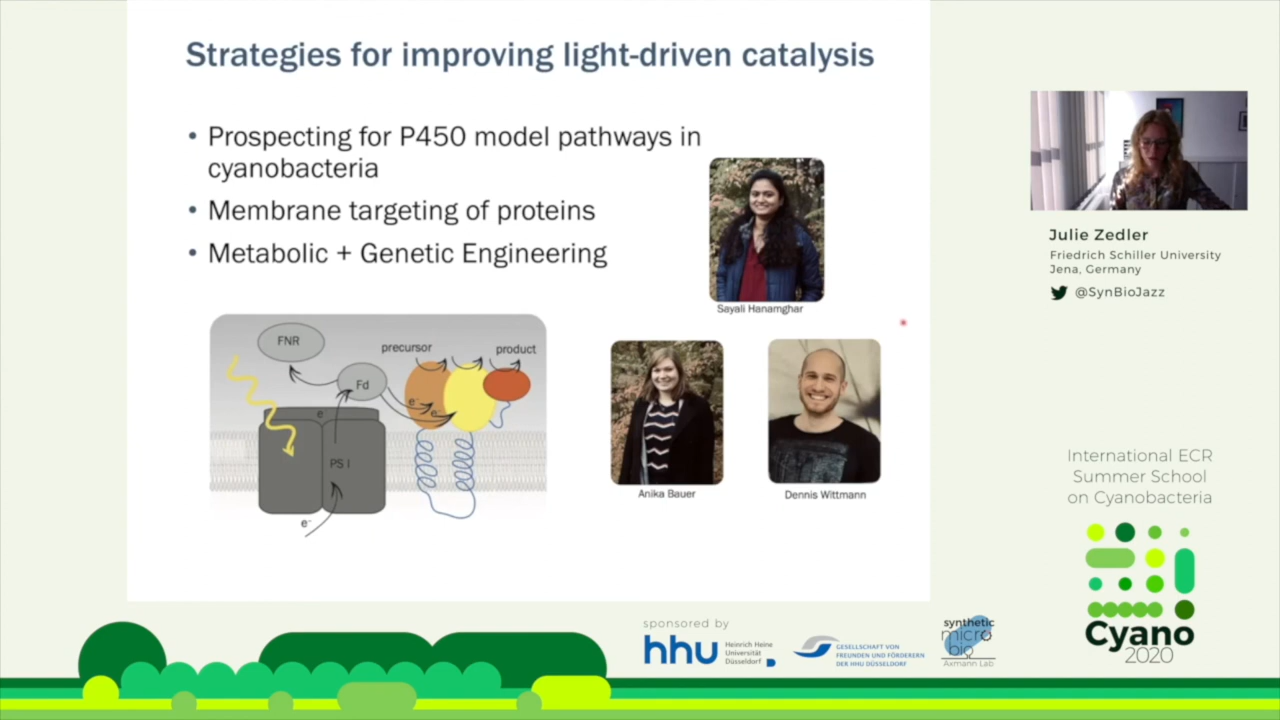 Strategies for improving light-driven catalysis
• Prospecting for P450 model pathways in
cyanobacteria
• Membrane targeting of proteins
• Metabolic + Genetic Engineering
Sayali Hanamghar
FNR
precursor
product
Fd
e⁻
e⁻
e
PS I
e⁻
Anika Bauer
Dennis Wittmann
Julie Zedler
Friedrich Schiller University
Jena, Germany
@SynBioJazz
International ECR
Summer School
on Cyanobacteria
Cyano
2020
sponsored by
hhu
Heinrich Heine
Universität
Düsseldorf
GESELLSCHAFT VON
FREUNDEN UND FÖRDERERN
DER HHU DÜSSELDORF
synthetic
micro
bio
Axmann Lab